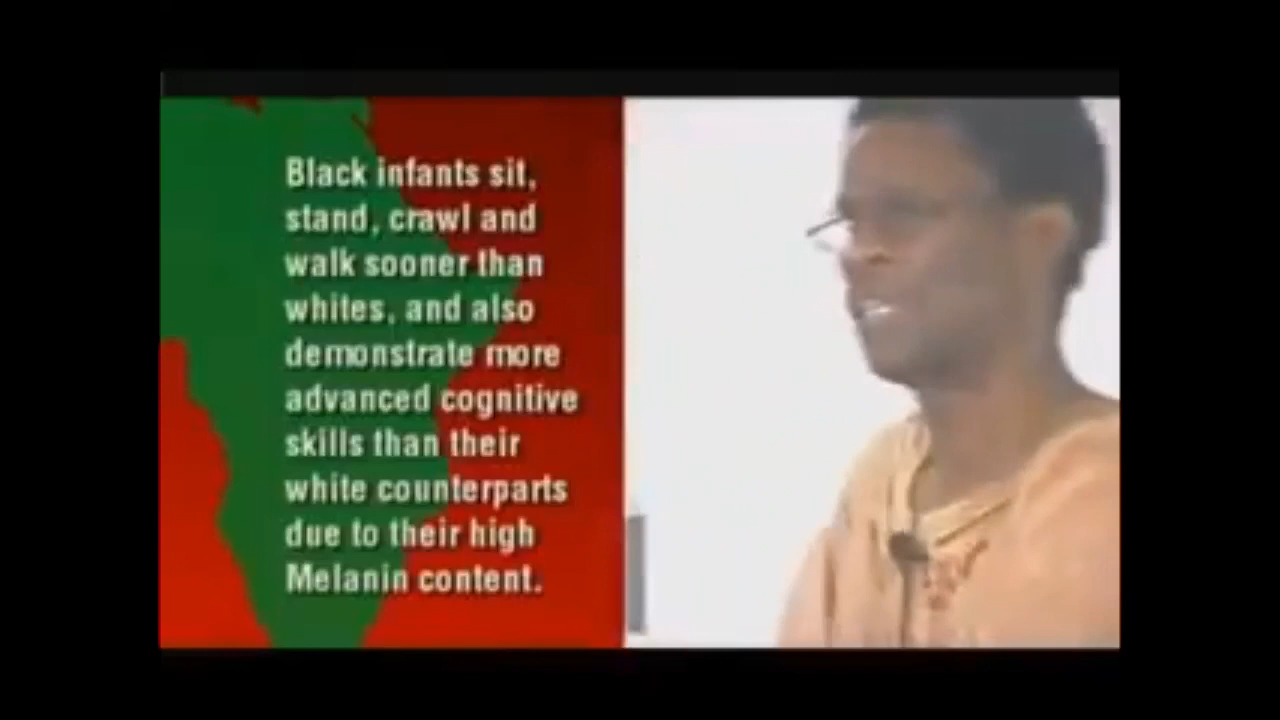 Black infants sit,
stand, crawl and
walk sooner than
whites, and also
demonstrate more
advanced cognitive
skills than their
white counterparts
due to their high
Melanin content.